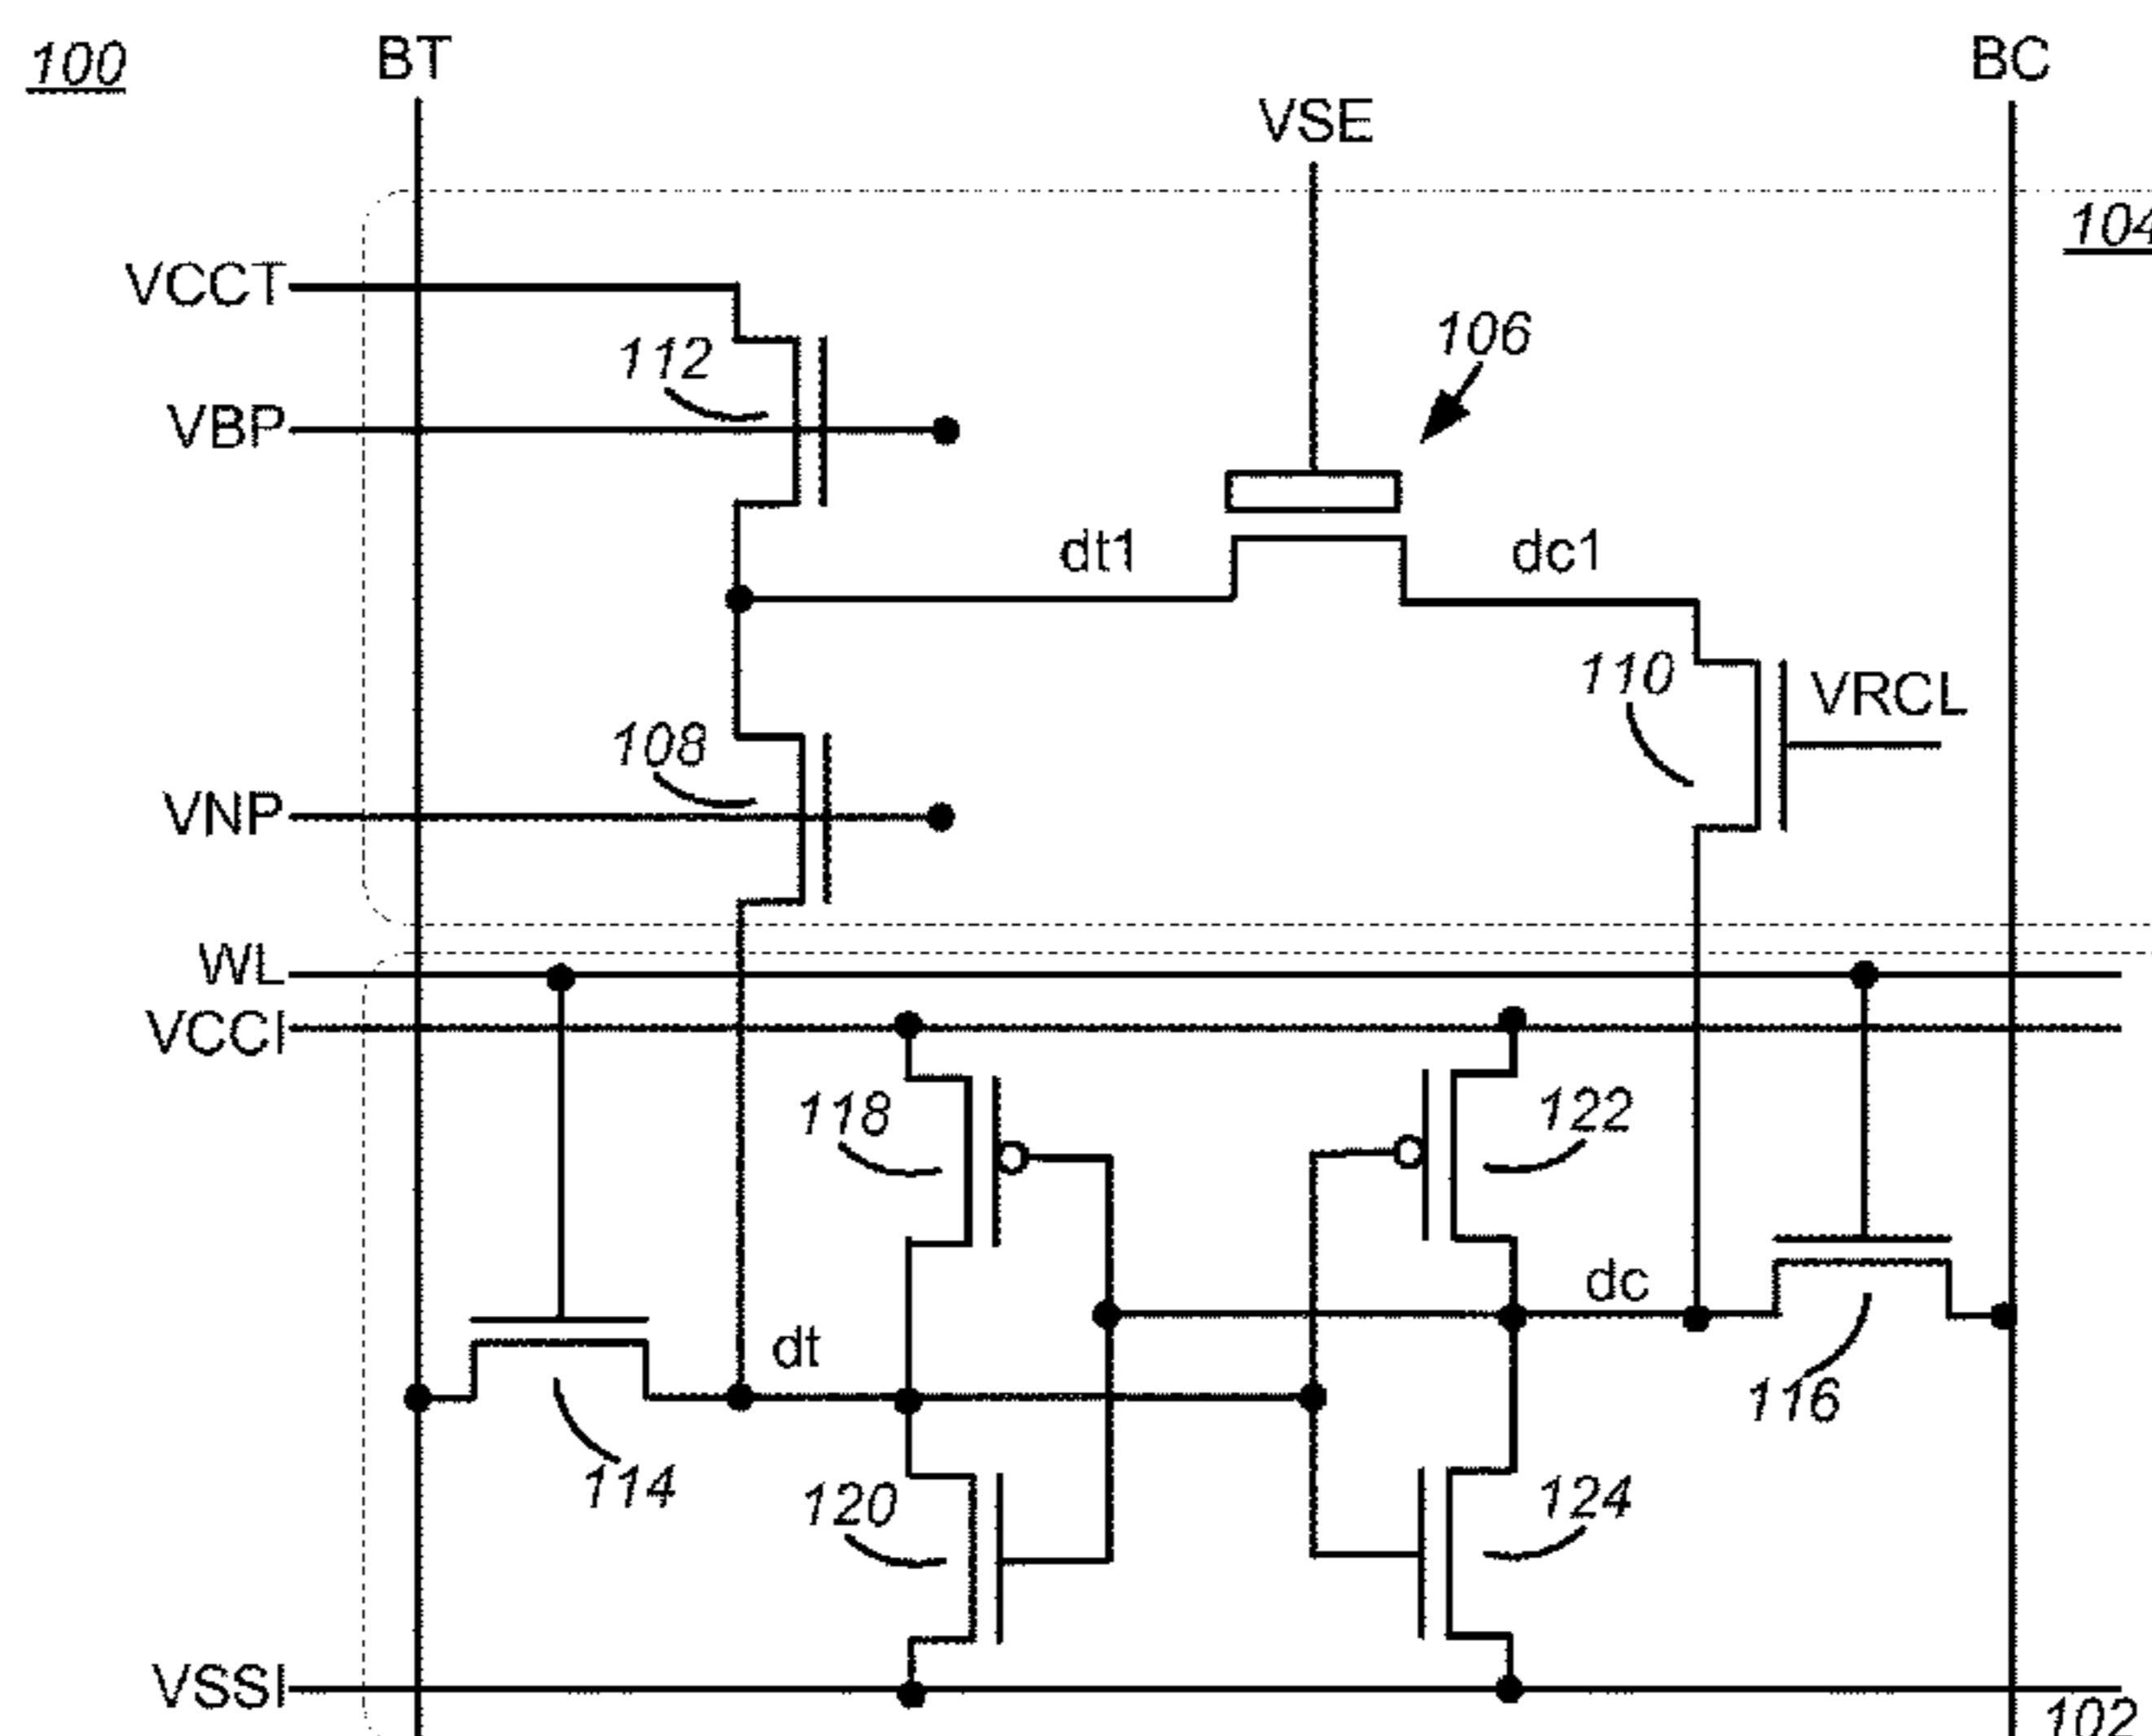 100
BT
BC
VSE
104
VCCT
112
106
VBP
dt1
dc1
110
VRCL
108
VNP
WL
VCCI
118
122
dc
dt
116
114
120
124
VSSI
102